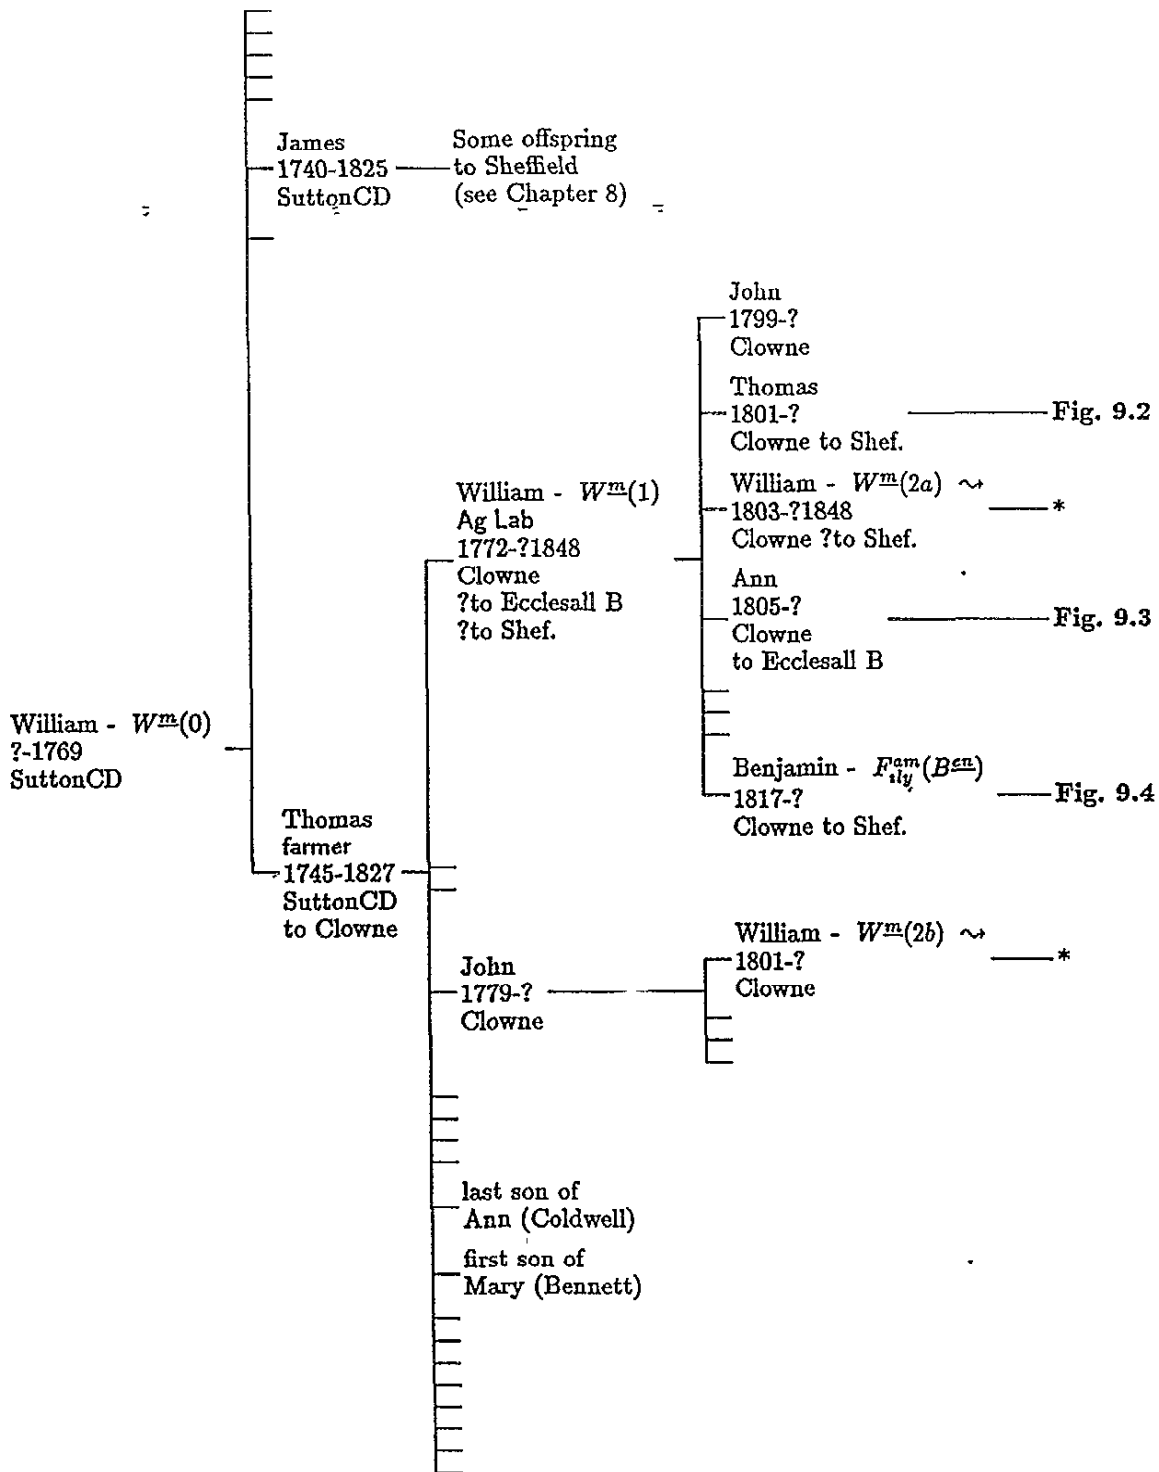 James
1740-1825
SuttonCD
Some offspring
to Sheffield
(see Chapter 8)
John
1799-?
Clowne
Thomas
1801-?
Clowne to Shef.
Fig. 9.2
William - Wm(2a) ⤳
1803-?1848
Clowne ?to Shef.
*
William - Wm(1)
Ag Lab
1772-?1848
Clowne
?to Ecclesall B
?to Shef.
Ann
1805-?
Clowne
to Ecclesall B
Fig. 9.3
William - Wm(0)
?-1769
SuttonCD
Benjamin - Family(Ben)
1817-?
Clowne to Shef.
Fig. 9.4
Thomas
farmer
1745-1827
SuttonCD
to Clowne
William - Wm(2b) ⤳
1801-?
Clowne
*
John
1779-?
Clowne
last son of
Ann (Coldwell)
first son of
Mary (Bennett)